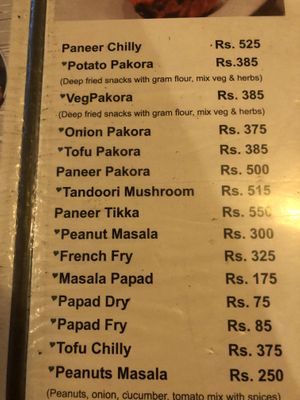 Paneer Chilly Rs. 525
♥Potato Pakora Rs.385
(Deep fried snacks with gram flour, mix veg & herbs)
♥VegPakora Rs. 385
(Deep fried snacks with gram flour, mix veg & herbs)
♥Onion Pakora Rs. 375
♥Tofu Pakora Rs. 385
Paneer Pakora Rs. 500
♥Tandoori Mushroom Rs. 515
Paneer Tikka Rs. 550
♥Peanut Masala Rs. 300
♥French Fry Rs. 325
♥Masala Papad Rs. 175
♥Papad Dry Rs. 75
♥Papad Fry Rs. 85
♥Tofu Chilly Rs. 375
♥Peanuts Masala Rs. 250
(Peanuts, onion, cucumber, tomato mix with spices)